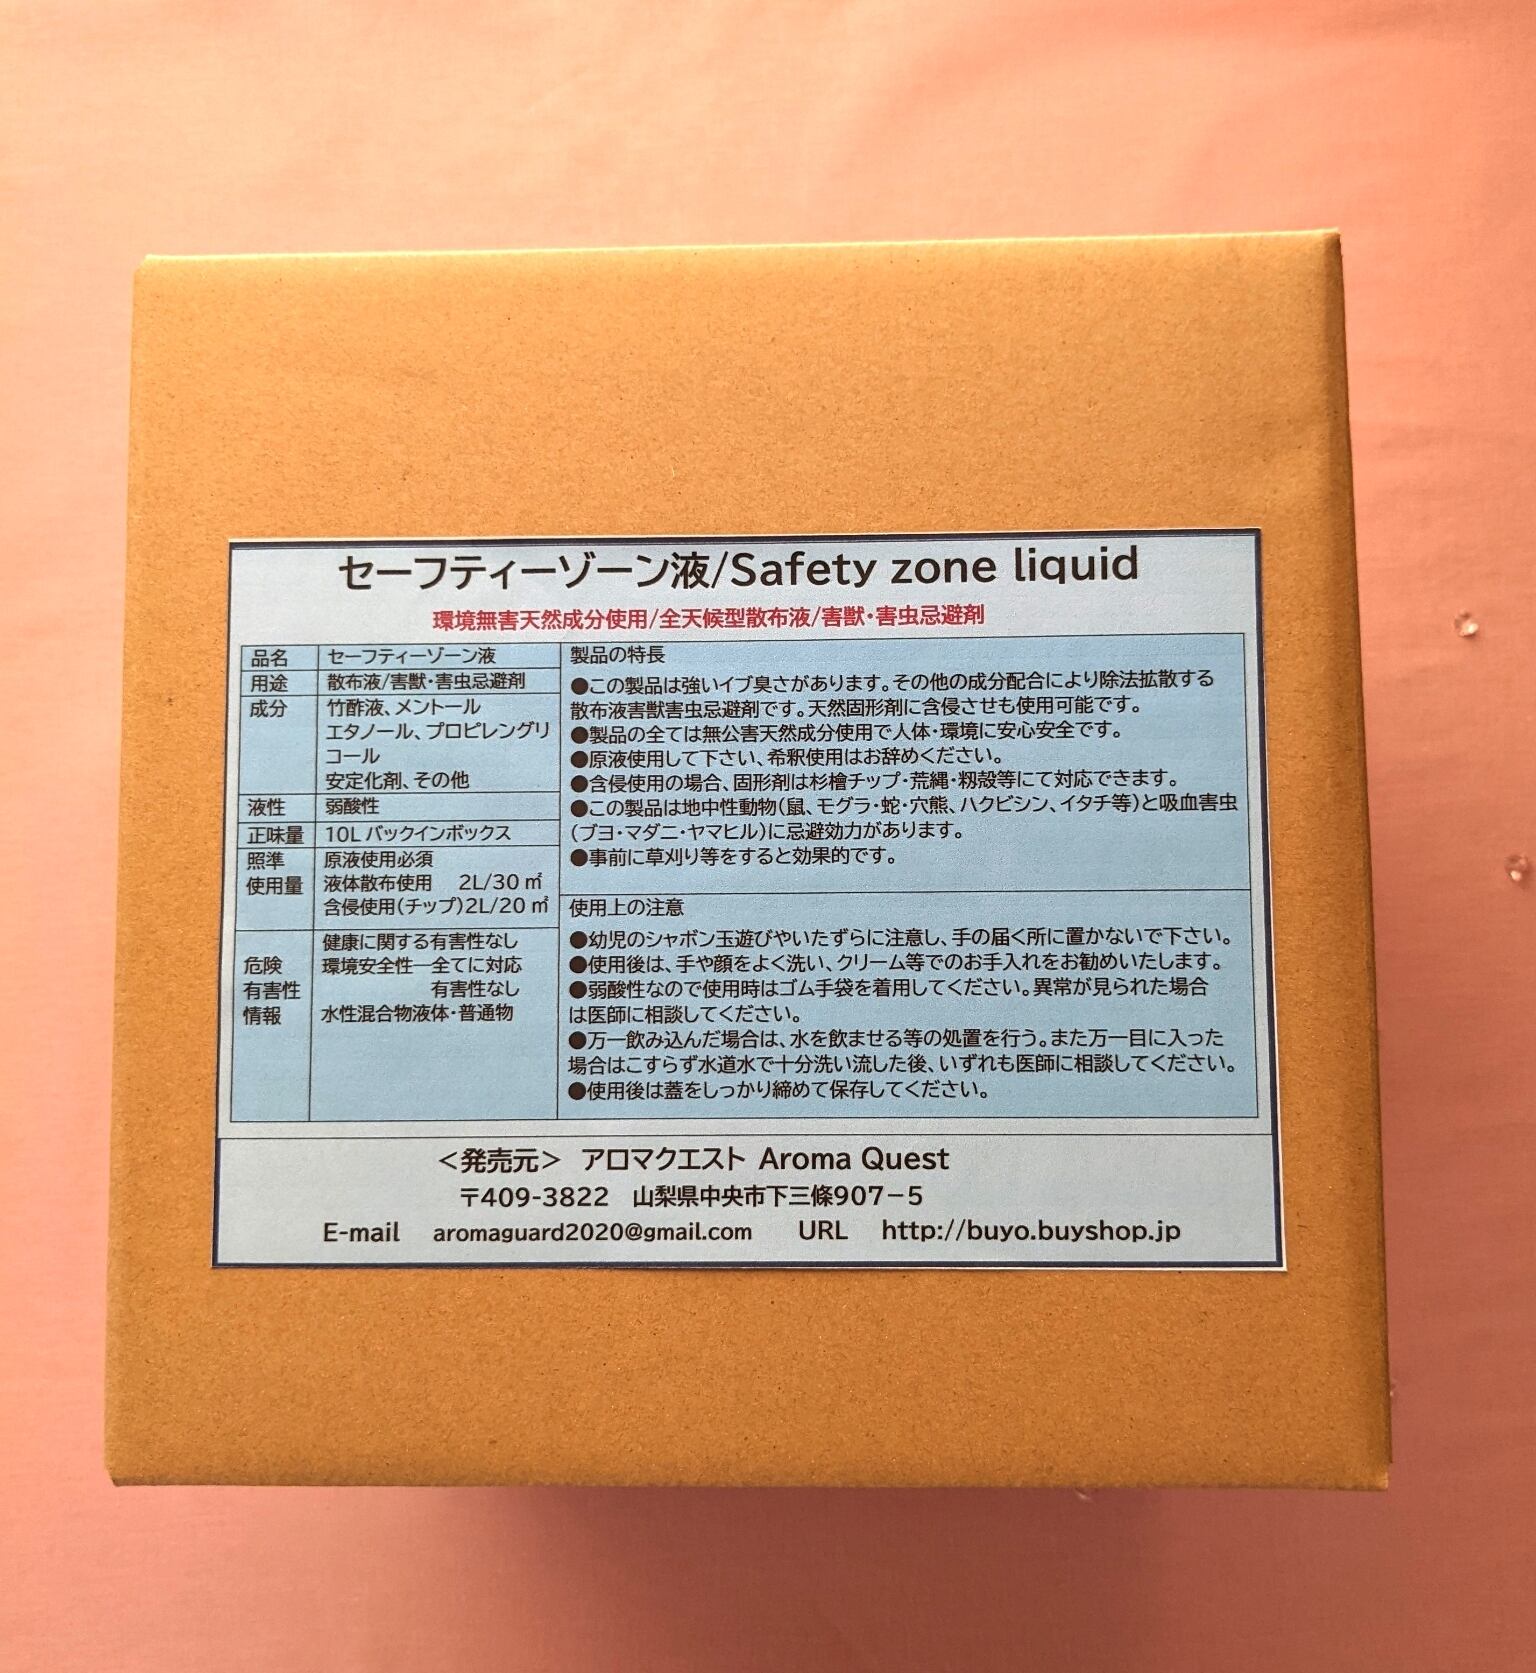 セーフティーゾーン液/Safety zone liquid
環境無害天然成分使用/全天候型散布液/害獣・害虫忌避剤
品名 セーフティーゾーン液
用途 散布液/害獣・害虫忌避剤
成分 竹酢液、メントール
エタノール、プロピレングリ
コール
安定化剤、その他
液性 弱酸性
正味量 10L バックインボックス
照準 原液使用必須
使用量 液体散布使用 2L/30㎡
含侵使用(チップ)2L/20㎡
健康に関する有害性なし
危険 環境安全性―全てに対応
有害性 有害性なし
情報 水性混合物液体・普通物
製品の特長
●この製品は強いイブ臭さがあります。その他の成分配合により除法拡散する
散布液害獣害虫忌避剤です。天然固形剤に含侵させも使用可能です。
●製品の全ては無公害天然成分使用で人体・環境に安心安全です。
●原液使用して下さい、希釈使用はお辞めください。
●含侵使用の場合、固形剤は杉檜チップ・荒縄・籾殻等にて対応できます。
●この製品は地中性動物(鼠、モグラ・蛇・穴熊、ハクビシン、イタチ等)と吸血害虫
(ブヨ・マダニ・ヤマヒル)に忌避効力があります。
●事前に草刈り等をすると効果的です。
使用上の注意
●幼児のシャボン玉遊びやいたずらに注意し、手の届く所に置かないで下さい。
●使用後は、手や顔をよく洗い、クリーム等でのお手入れをお勧めいたします。
●弱酸性なので使用時はゴム手袋を着用してください。異常が見られた場合
は医師に相談してください。
●万一飲み込んだ場合は、水を飲ませる等の処置を行う。また万一目に入った
場合はこすらず水道水で十分洗い流した後、いずれも医師に相談してください。
●使用後は蓋をしっかり締めて保存してください。
＜発売元＞ アロマクエスト Aroma Quest
〒409-3822 山梨県中央市下三條907－5
E-mail aromaguard2020@gmail.com URL http://buyo.buyshop.jp